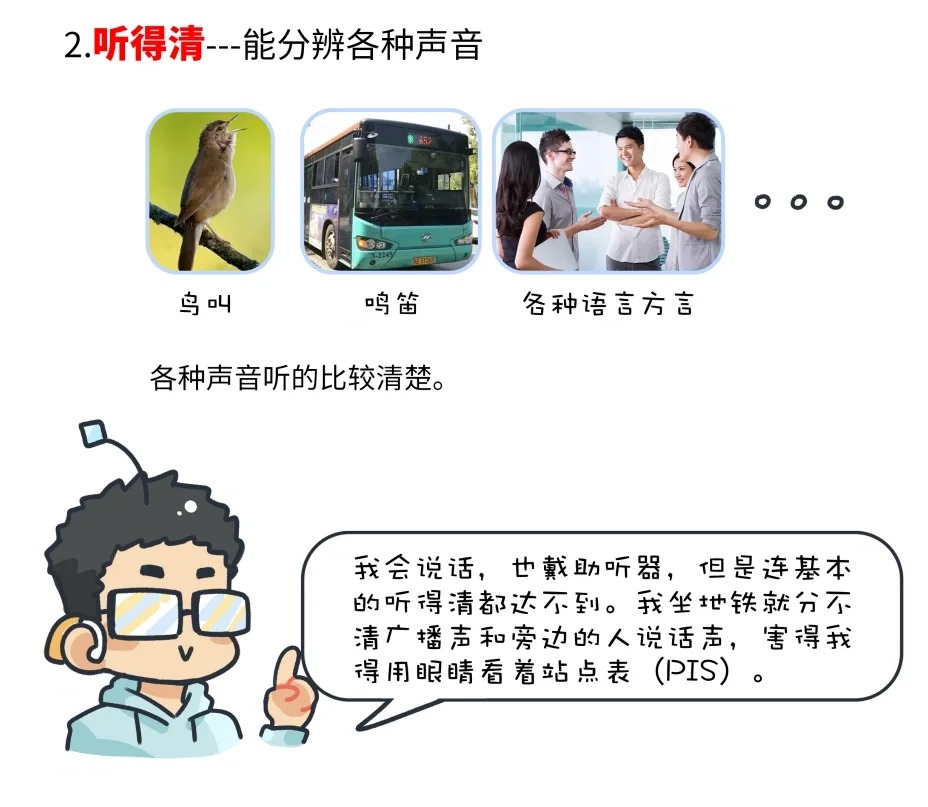 2.听得清---能分辨各种声音
657
鸟叫
鸣笛
各种语言方言
各种声音听的比较清楚。
我会说话，也戴助听器，但是连基本
的听得清都达不到。我坐地铁就分不
清广播声和旁边的人说话声，害得我
得用眼睛看着站点表（PIS）。